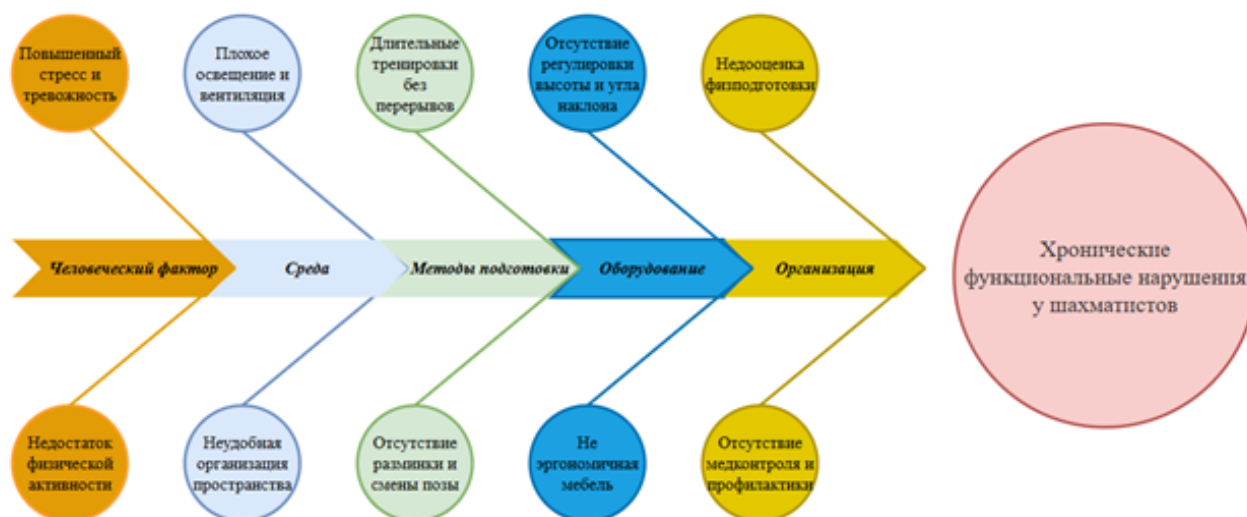 Повышенный
стресс и
тревожность
Плохое
освещение и
вентиляция
Длительные
тренировки
без
перерывов
Отсутствие
регулировки
высоты и угла
наклона
Недооценка
физподготовки
Человеческий фактор
Среда
Методы подготовки
Оборудование
Организация
Хронические
функциональные нарушения
у шахматистов
Недостаток
физической
активности
Неудобная
организация
пространства
Отсутствие
разминки и
смены позы
Не
эргономичная
мебель
Отсутствие
медконтроля и
профилактики